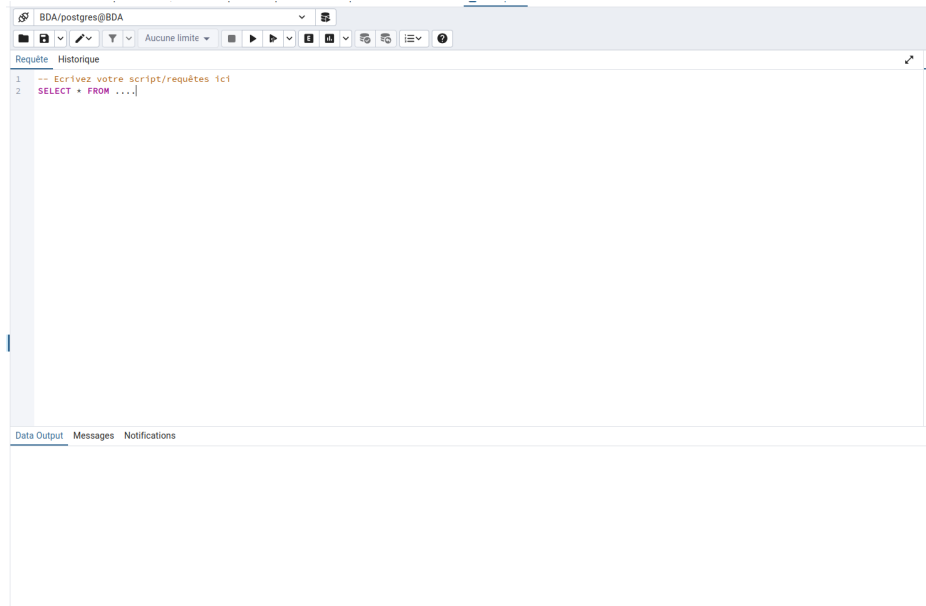 BDA/postgres@BDA
Aucune limite
Requête Historique
1 -- Ecrivez votre script/requêtes ici
2 SELECT * FROM ....
Data Output Messages Notifications